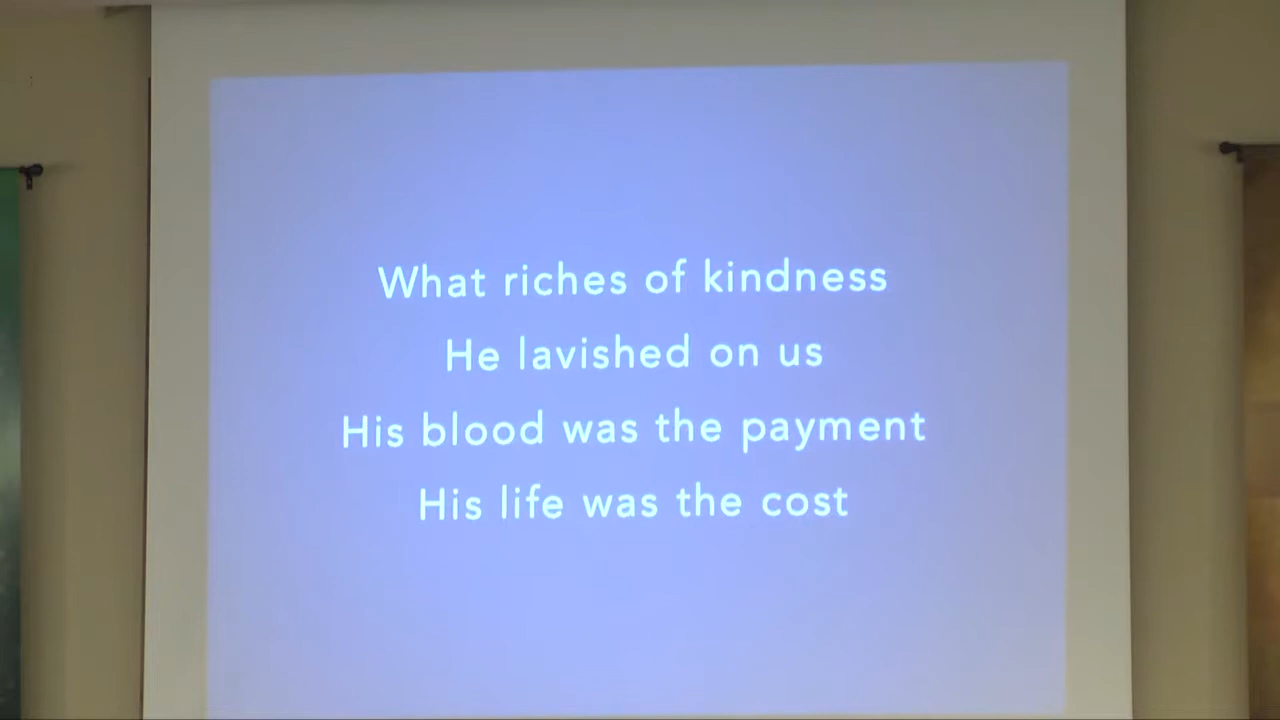 What riches of kindness
He lavished on us
His blood was the payment
His life was the cost